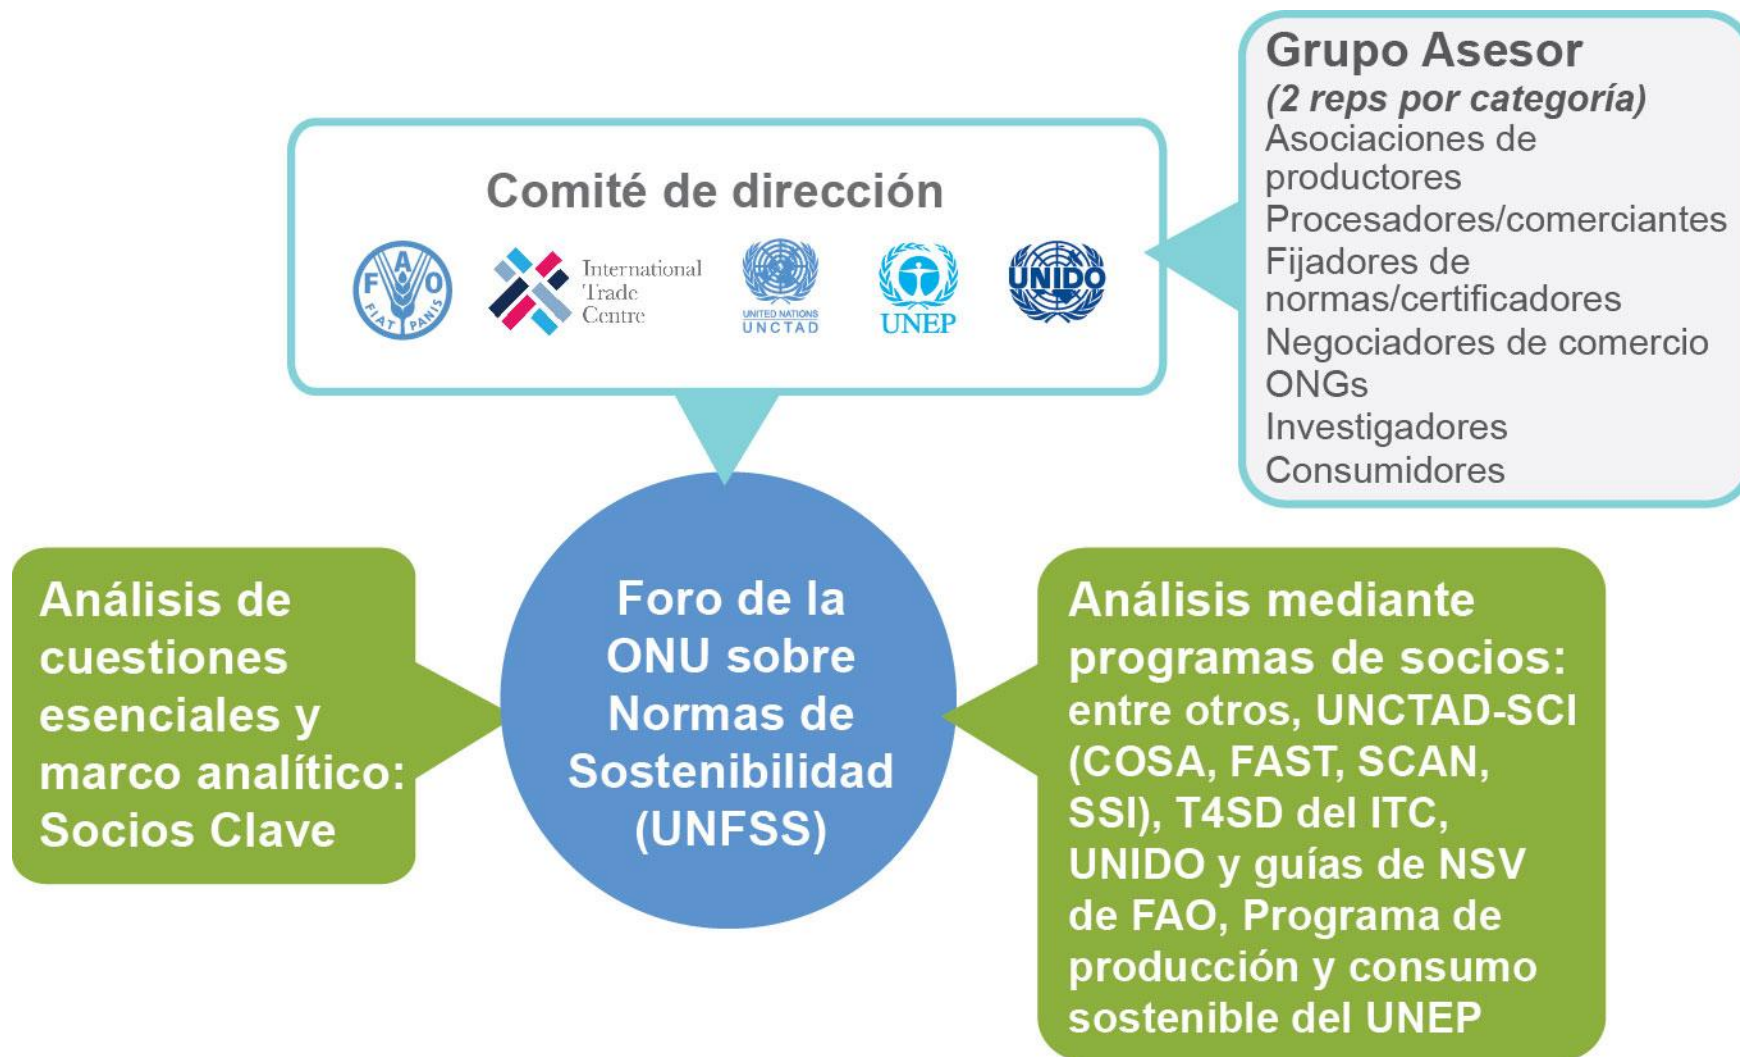 Comité de dirección
FAO
FIAT PANIS
International
Trade
Centre
UNITED NATIONS
UNCTAD
UNEP
UNIDO
Grupo Asesor
(2 reps por categoría)
Asociaciones de
productores
Procesadores/comerciantes
Fijadores de
normas/certificadores
Negociadores de comercio
ONGs
Investigadores
Consumidores
Análisis de
cuestiones
esenciales y
marco analítico:
Socios Clave
Foro de la
ONU sobre
Normas de
Sostenibilidad
(UNFSS)
Análisis mediante
programas de socios:
entre otros, UNCTAD-SCI
(COSA, FAST, SCAN,
SSI), T4SD del ITC,
UNIDO y guías de NSV
de FAO, Programa de
producción y consumo
sostenible del UNEP